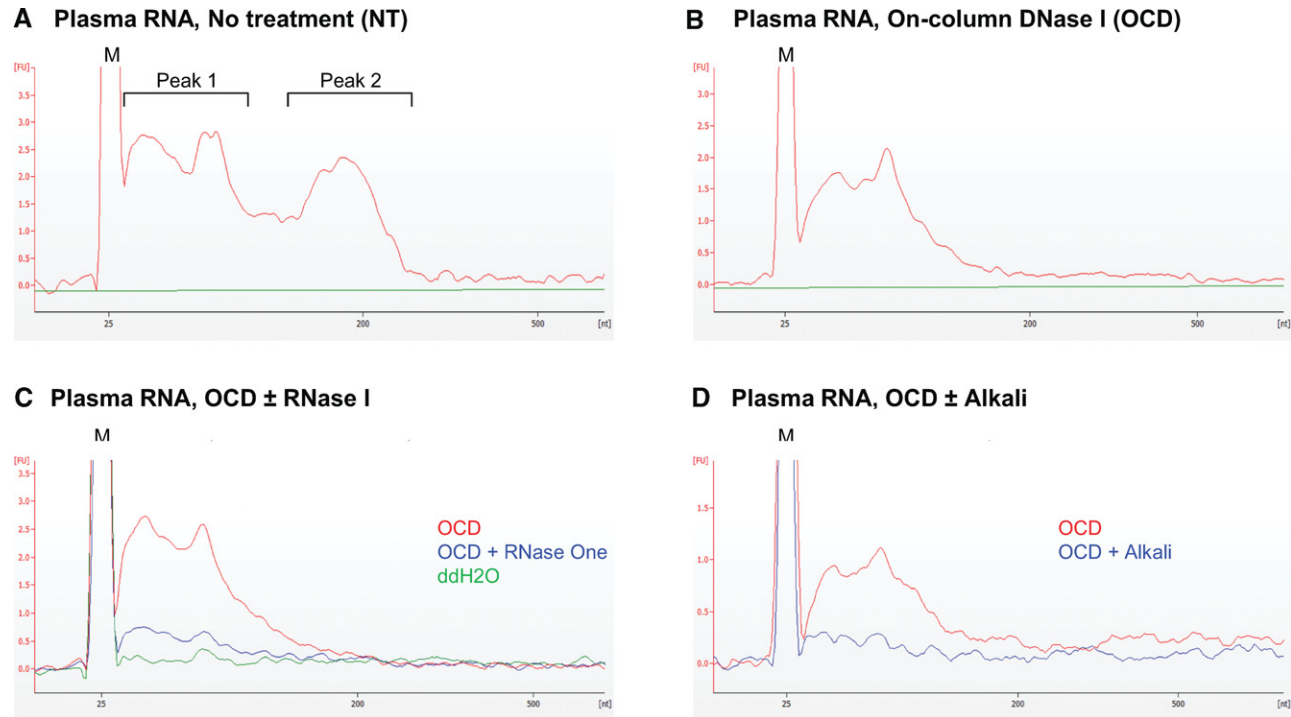 A Plasma RNA, No treatment (NT)
M
[FU]
Peak 1
Peak 2
3.5
3.0
2.5
2.0
1.5
1.0
0.5
0.0
25
200
500
[nt]
B Plasma RNA, On-column DNase I (OCD)
M
[FU]
3.0
2.5
2.0
1.5
1.0
0.5
0.0
25
200
500
[nt]
C Plasma RNA, OCD ± RNase I
M
[FU]
3.5
3.0
2.5
2.0
1.5
1.0
0.5
0.0
OCD
OCD + RNase One
ddH2O
25
200
500
[nt]
D Plasma RNA, OCD ± Alkali
M
[FU]
1.5
1.0
0.5
0.0
OCD
OCD + Alkali
25
200
500
[nt]